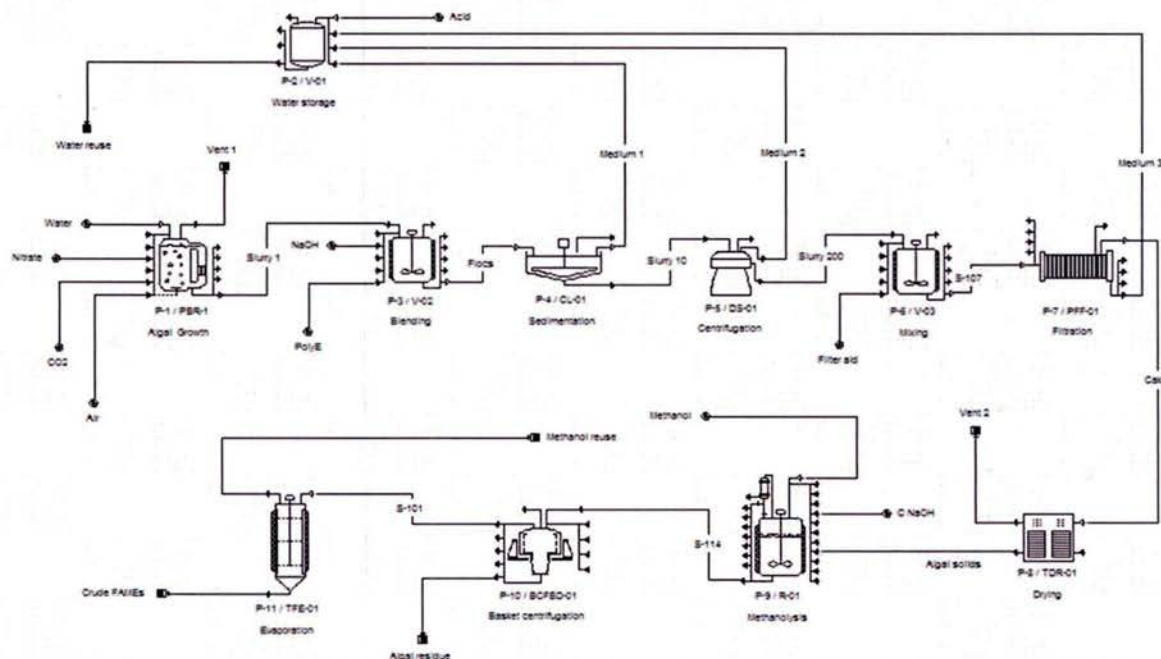 Acid
P-2 / V-01
Water storage
Water reuse
Vent 1
Medium 1
Medium 2
Medium 3
Water
Nitrate
NaOH
Slurry 1
Flocs
Slurry 10
Slurry 200
S-107
P-1 / PBR-1
Algal Growth
P-3 / V-02
Blending
P-4 / CL-01
Sedimentation
P-5 / DS-01
Centrifugation
P-6 / V-03
Mixing
P-7 / PFF-01
Filtration
CO2
PolyE
Filter aid
Air
Methanol reuse
Methanol
Vent 2
S-101
S-114
C NaOH
Algal solids
Crude FAMEs
P-11 / TFE-01
Evaporation
P-10 / BCFBD-01
Basket centrifugation
P-9 / R-01
Methanolysis
P-8 / TDR-01
Drying
Algal residue